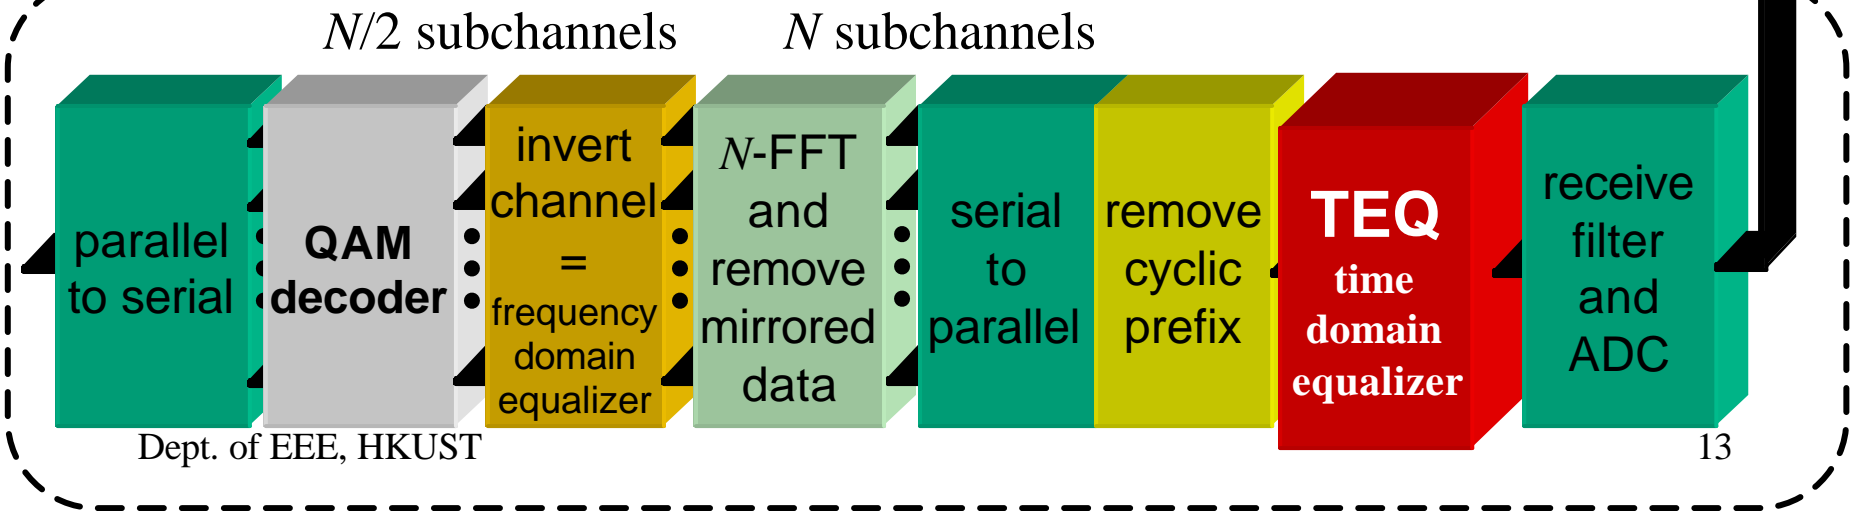 N/2 subchannels
N subchannels
parallel
to serial
QAM
decoder
invert
channel
=
frequency
domain
equalizer
N-FFT
and
remove
mirrored
data
serial
to
parallel
remove
cyclic
prefix
TEQ
time
domain
equalizer
receive
filter
and
ADC
Dept. of EEE, HKUST
13